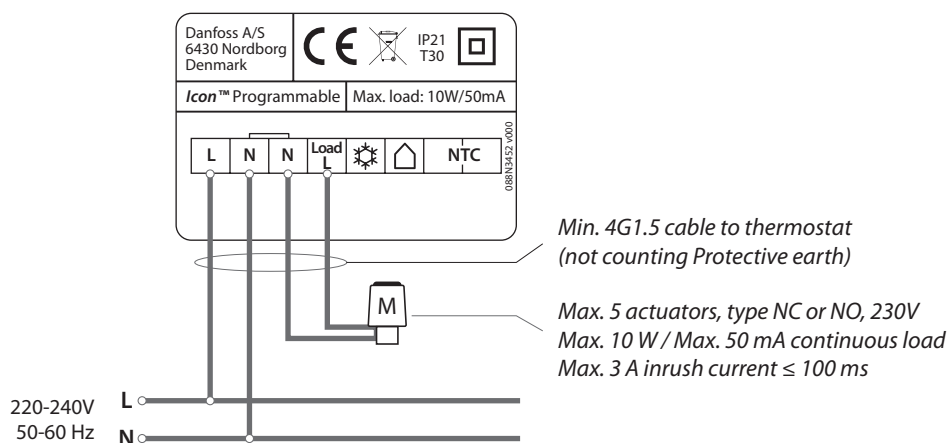 Danfoss A/S
6430 Nordborg
Denmark
CE
IP21
T30
Icon™ Programmable
Max. load: 10W/50mA
L N N Load L NTC
088N3452 v000
Min. 4G1.5 cable to thermostat
(not counting Protective earth)
M
Max. 5 actuators, type NC or NO, 230V
Max. 10 W / Max. 50 mA continuous load
Max. 3 A inrush current ≤ 100 ms
220-240V
50-60 Hz
L
N